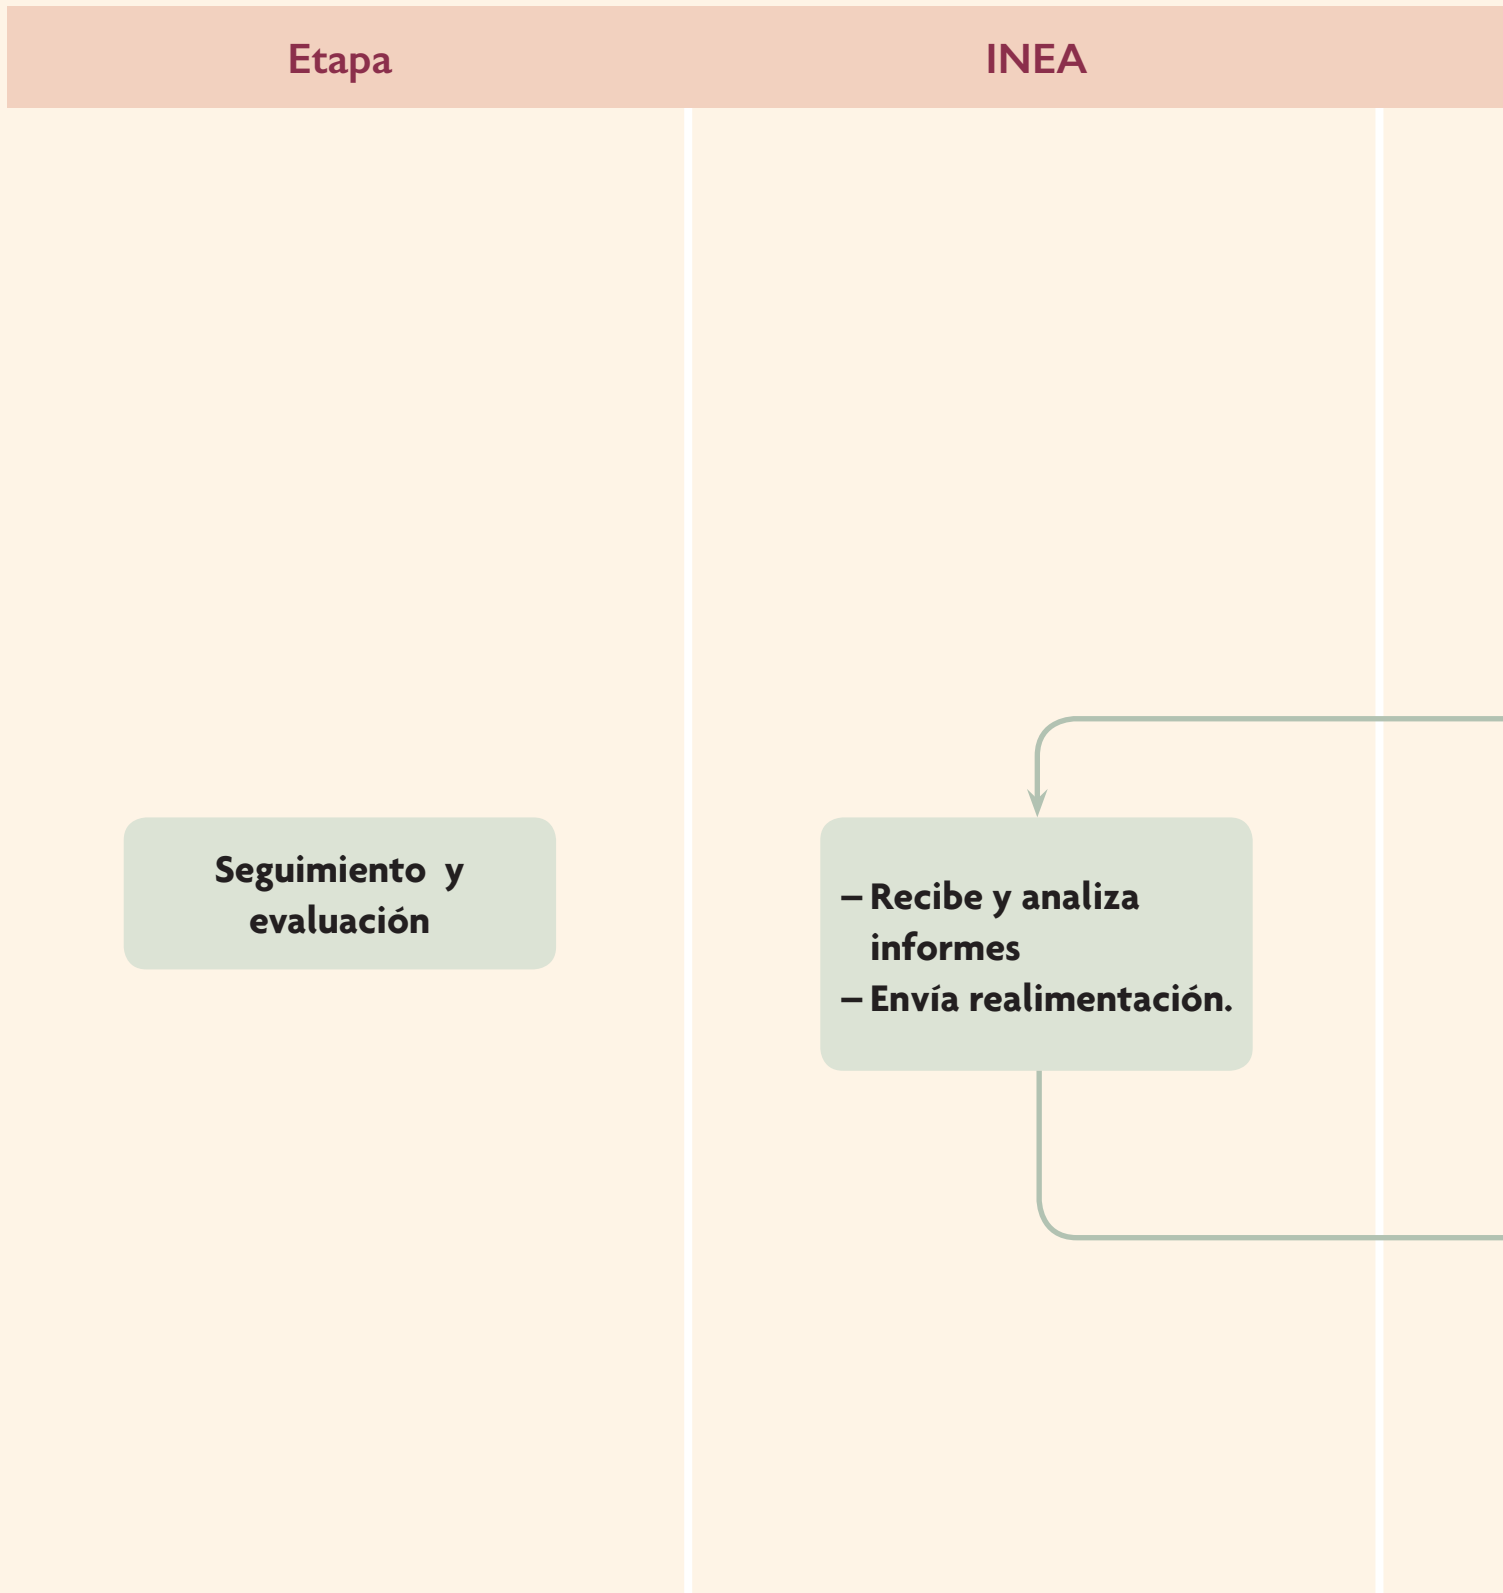 Etapa
INEA
Seguimiento y
evaluación
– Recibe y analiza
informes
– Envía realimentación.